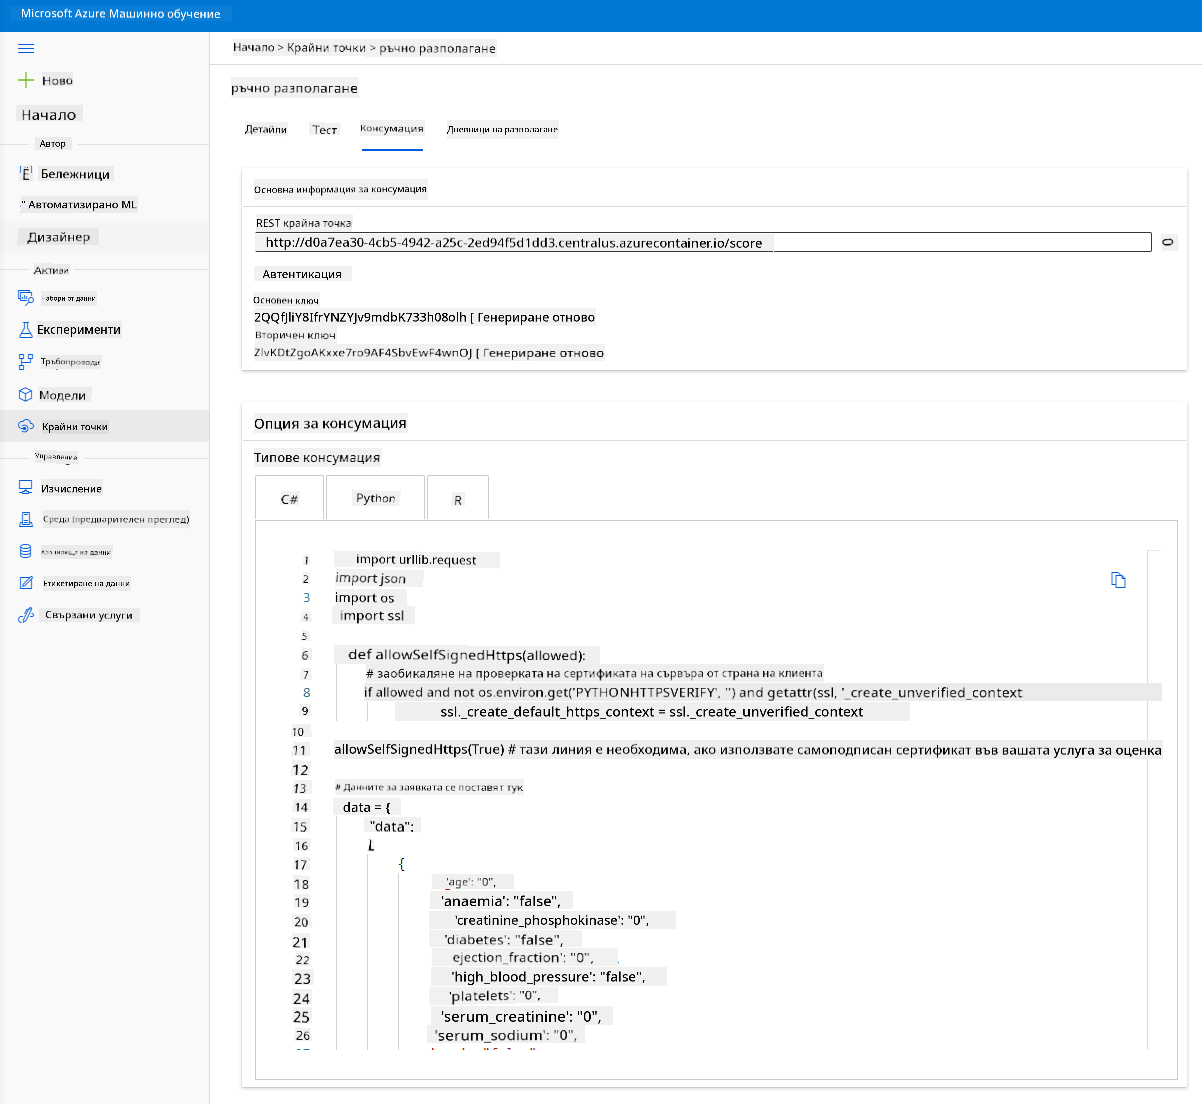 Microsoft Azure Машинно обучение
Начало > Крайни точки > ръчно разполагане
Ново
Начало
Автор
Бележници
Автоматизирано ML
Дизайнер
Активи
от данни
Експерименти
Тръбопроводи
Модели
Крайни точки
Управление
Изчисление
Среда (предварителен преглед)
на данни
Етикетиране на данни
Свързани услуги
ръчно разполагане
Детайли
Тест
Консумация
Дневници на разполагане
Основна информация за консумация
REST крайна точка
http://d0a7ea30-4cb5-4942-a25c-2ed94f5d1dd3.centralus.azurecontainer.io/score
Автентикация
Основен ключ
2QQfJliY8IfrYNZYJv9mdbK733h08olh [ Генериране отново
Вторичен ключ
ZlvKDtZgoAKxxe7ro9AF4SbvEwF4wnOJ [ Генериране отново
Опция за консумация
Типове консумация
C#
Python
R
1 import urllib.request
2 import json
3 import os
4 import ssl
5
6 def allowSelfSignedHttps(allowed):
7 # заобикаляне на проверката на сертификата на сървъра от страна на клиента
8 if allowed and not os.environ.get('PYTHONHTTPSVERIFY', '') and getattr(ssl, '_create_unverified_context
9 ssl._create_default_https_context = ssl._create_unverified_context
10
11 allowSelfSignedHttps(True) # тази линия е необходима, ако използвате самоподписан сертификат във вашата услуга за оценка
12
13 # Данните за заявката се поставят тук
14 data = {
15 "data":
16 [
17 {
18 'age': "0",
19 'anaemia': "false",
20 'creatinine_phosphokinase': "0",
21 'diabetes': "false",
22 ejection_fraction': "0",
23 'high_blood_pressure': "false",
24 'platelets': "0",
25 'serum_creatinine': "0",
26 'serum_sodium': "0",